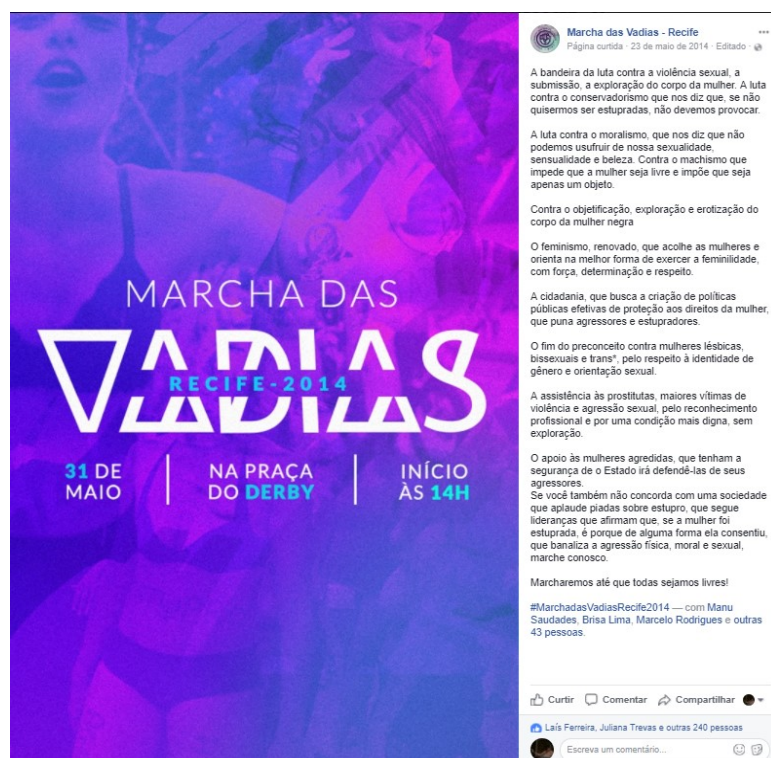 MARCHA DAS
VADIAS
RECIFE-2014
31 DE
MAIO
NA PRAÇA
DO DERBY
INÍCIO
ÀS 14H
Marcha das Vadias - Recife
Página curtida · 23 de maio de 2014 · Editado ·
A bandeira da luta contra a violência sexual, a
submissão, a exploração do corpo da mulher. A luta
contra o conservadorismo que nos diz que, se não
quisermos ser estupradas, não devemos provocar.
A luta contra o moralismo, que nos diz que não
podemos usufruir de nossa sexualidade,
sensualidade e beleza. Contra o machismo que
impede que a mulher seja livre e impõe que seja
apenas um objeto.
Contra o objetificação, exploração e erotização do
corpo da mulher negra
O feminismo, renovado, que acolhe as mulheres e
orienta na melhor forma de exercer a feminilidade,
com força, determinação e respeito.
A cidadania, que busca a criação de políticas
públicas efetivas de proteção aos direitos da mulher,
que puna agressores e estupradores.
O fim do preconceito contra mulheres lésbicas,
bissexuais e trans*, pelo respeito à identidade de
gênero e orientação sexual.
A assistência às prostitutas, maiores vítimas de
violência e agressão sexual, pelo reconhecimento
profissional e por uma condição mais digna, sem
exploração.
O apoio às mulheres agredidas, que tenham a
segurança de o Estado irá defendê-las de seus
agressores.
Se você também não concorda com uma sociedade
que aplaude piadas sobre estupro, que segue
lideranças que afirmam que, se a mulher foi
estuprada, é porque de alguma forma ela consentiu,
que banaliza a agressão física, moral e sexual,
marche conosco.
Marcharemos até que todas sejamos livres!
#MarchadasVadiasRecife2014 — com Manu
Saudades, Brisa Lima, Marcelo Rodrigues e outras
43 pessoas.
Curtir Comentar Compartilhar
Laís Ferreira, Juliana Trevas e outras 240 pessoas
Escreva um comentário...